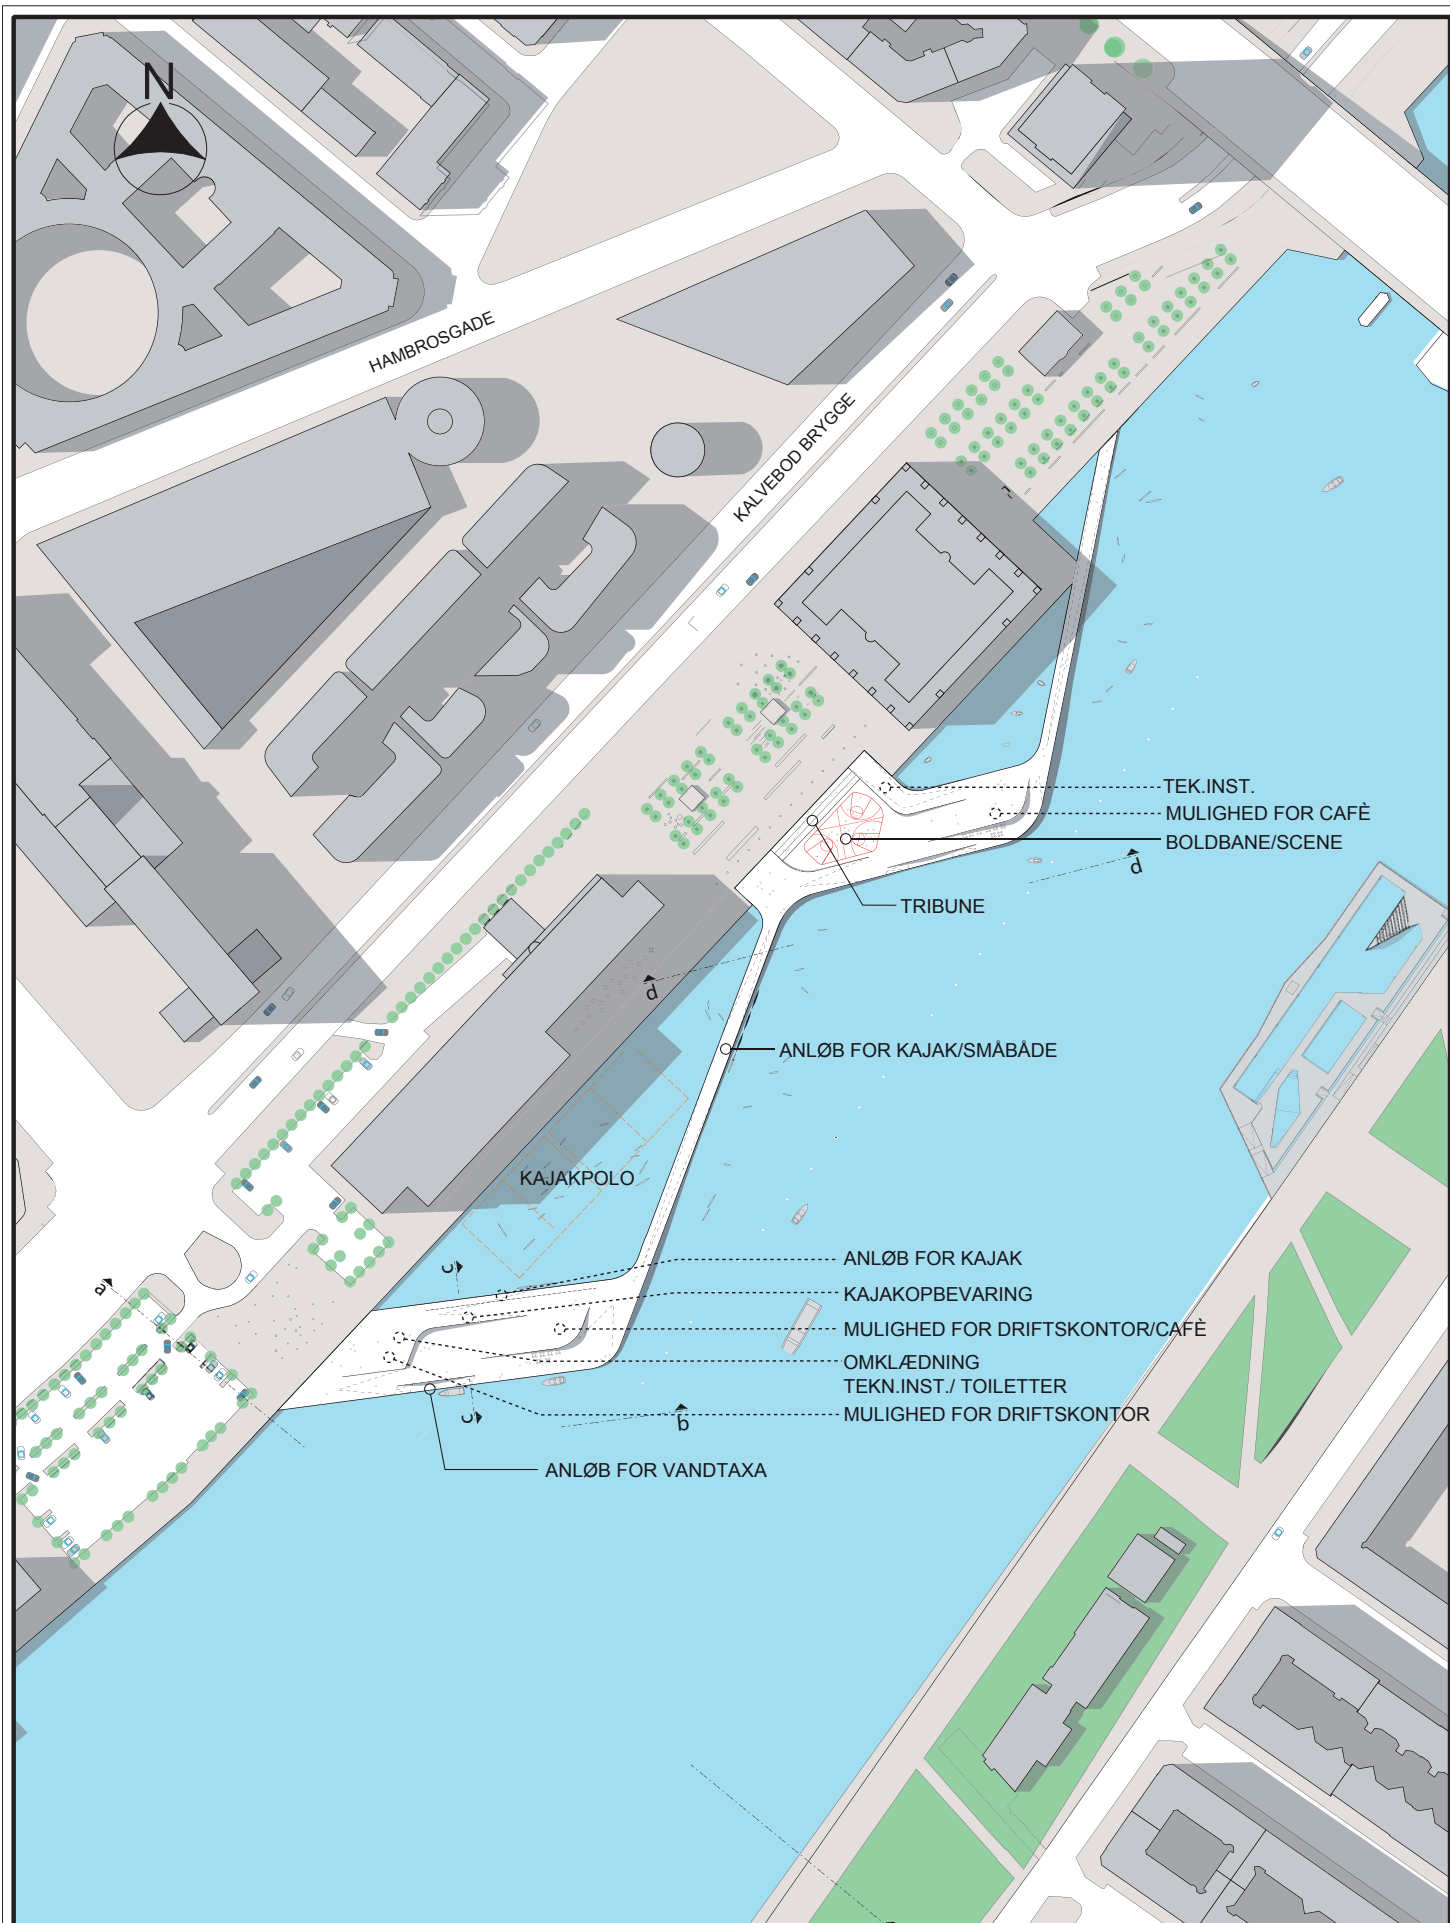 N
HAMBROSGADE
KALVEBOD BRYGGE
TEK.INST.
MULIGHED FOR CAFÈ
BOLDBANE/SCENE
b
TRIBUNE
d
ANLØB FOR KAJAK/SMÅBÅDE
KAJAKPOLO
ANLØB FOR KAJAK
c
a
KAJAKOPBEVARING
MULIGHED FOR DRIFTSKONTOR/CAFÈ
OMKLÆDNING
TEKN.INST./ TOILETTER
MULIGHED FOR DRIFTSKONTOR
c
d
ANLØB FOR VANDTAXA